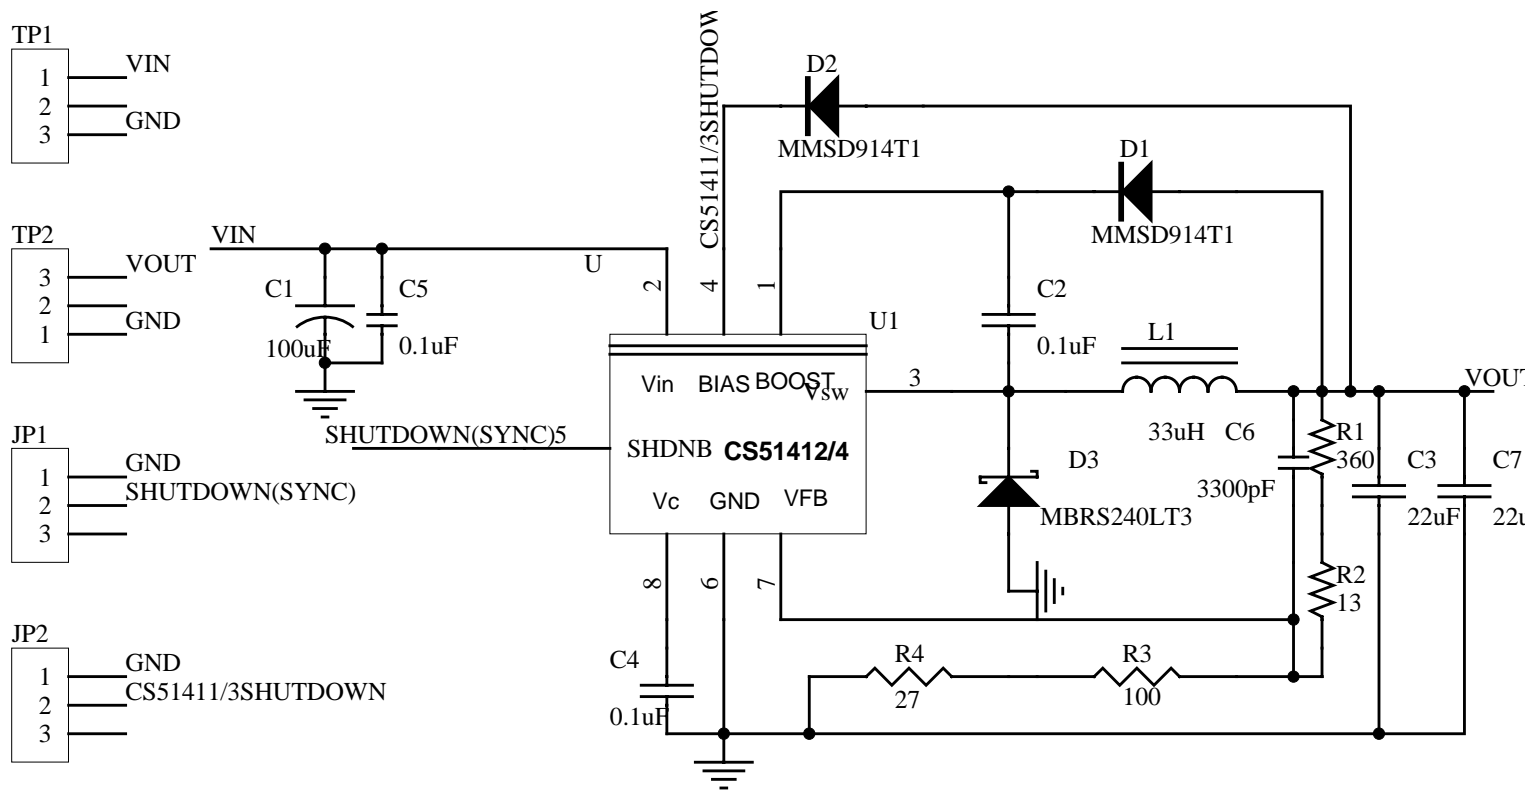 TP1
1
VIN
2
3
GND
TP2
3
VOUT
2
1
GND
JP1
1
GND
2
SHUTDOWN(SYNC)
3
JP2
1
GND
2
CS51411/3SHUTDOWN
3
VIN
C1
100uF
C5
0.1uF
U
2
4
1
CS51411/3SHUTDOW
D2
MMSD914T1
D1
MMSD914T1
U1
Vin
BIAS
BOOST
Vsw
3
SHUTDOWN(SYNC)5
SHDNB
CS51412/4
Vc
GND
VFB
8
6
7
C2
0.1uF
L1
33uH
D3
MBRS240LT3
C6
3300pF
R1
360
R2
13
C3
22uF
C7
22u
VOUT
C4
0.1uF
R4
27
R3
100